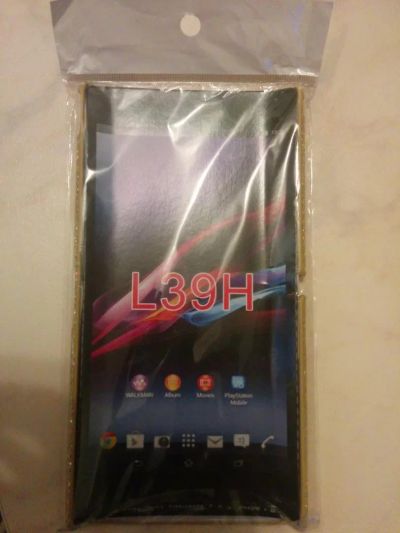 L39H
WALKMAN Album Movies PlayStation
Mobile